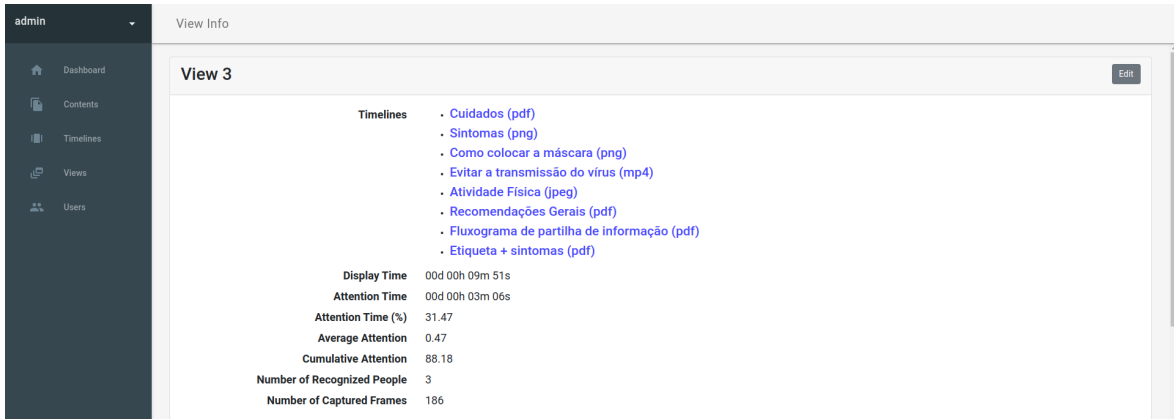 admin
View Info
Dashboard
Contents
Timelines
Views
Users
View 3
Edit
Timelines
• Cuidados (pdf)
• Sintomas (png)
• Como colocar a máscara (png)
• Evitar a transmissão do vírus (mp4)
• Atividade Física (jpeg)
• Recomendações Gerais (pdf)
• Fluxograma de partilha de informação (pdf)
• Etiqueta + sintomas (pdf)
Display Time 00d 00h 09m 51s
Attention Time 00d 00h 03m 06s
Attention Time (%) 31.47
Average Attention 0.47
Cumulative Attention 88.18
Number of Recognized People 3
Number of Captured Frames 186